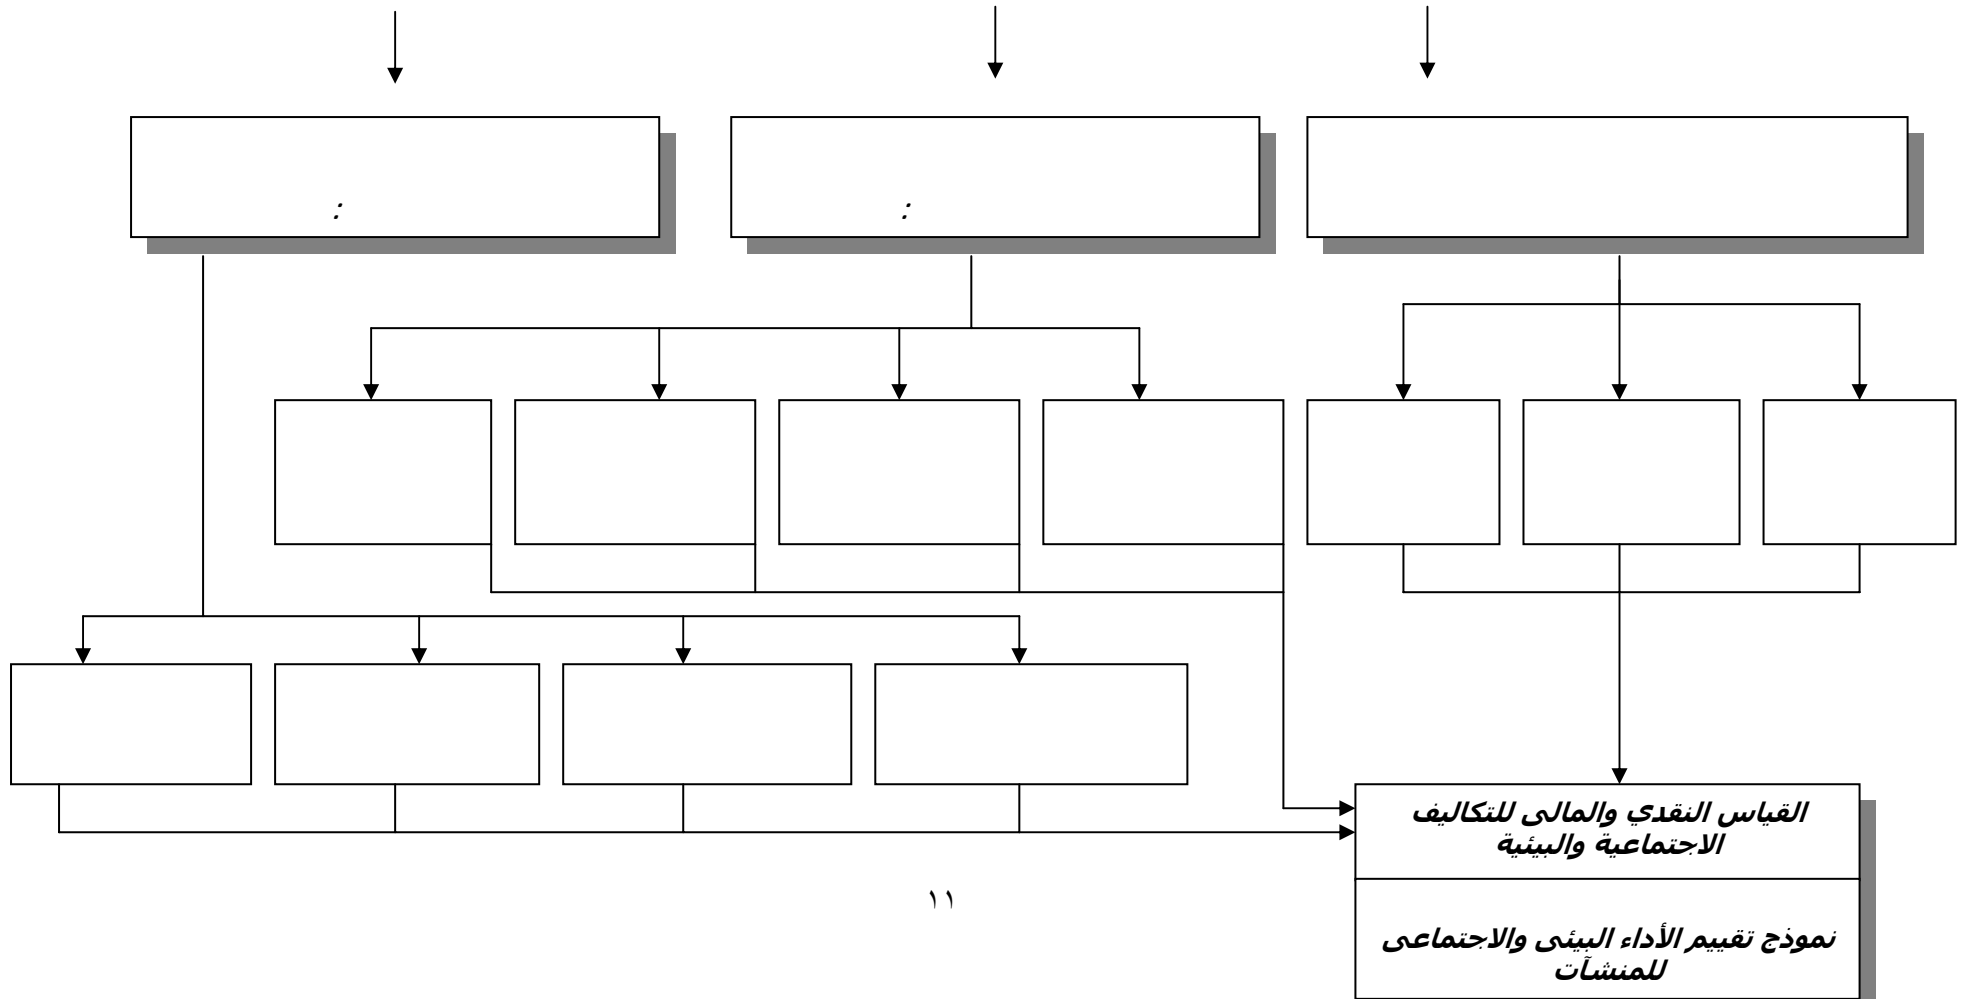 :
:
القياس النقدي والمالى للتكاليف
الاجتماعية والبيئية
١١
نموذج تقييم الأداء البيئى والاجتماعى
للمنشآت